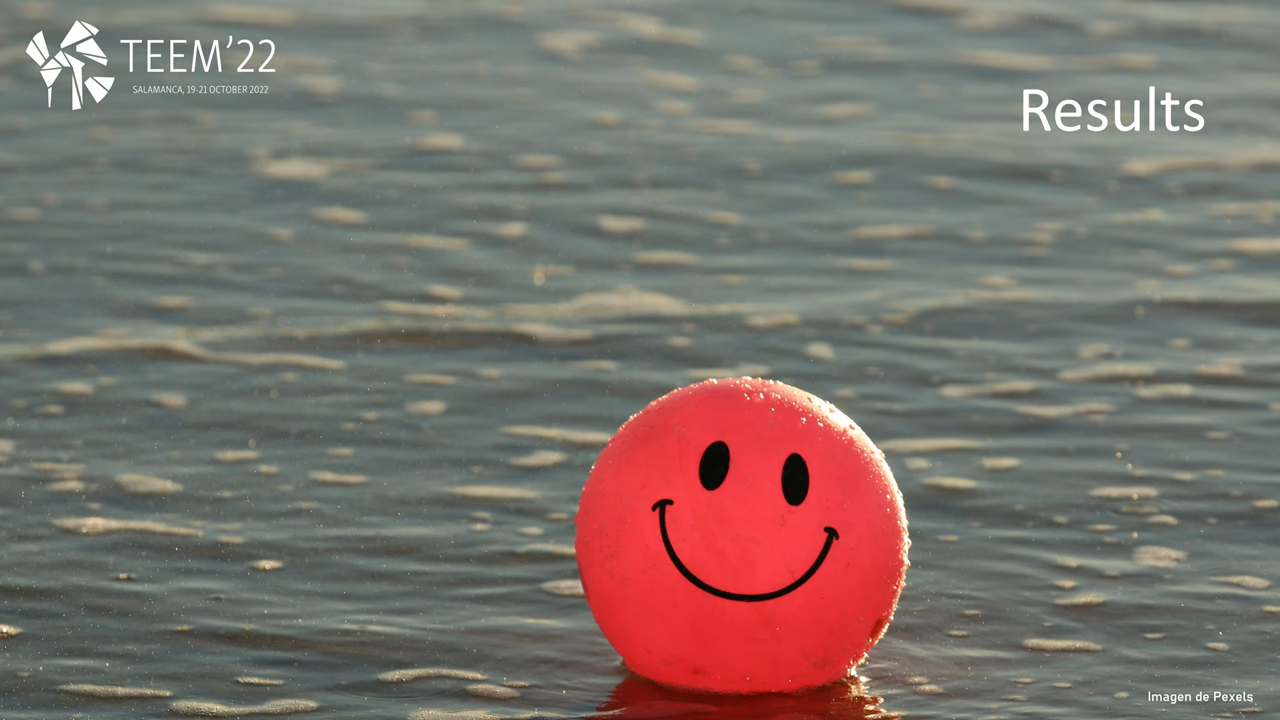 TEEM’22
SALAMANCA, 19-21 OCTOBER 2022
Results
Imagen de Pexels